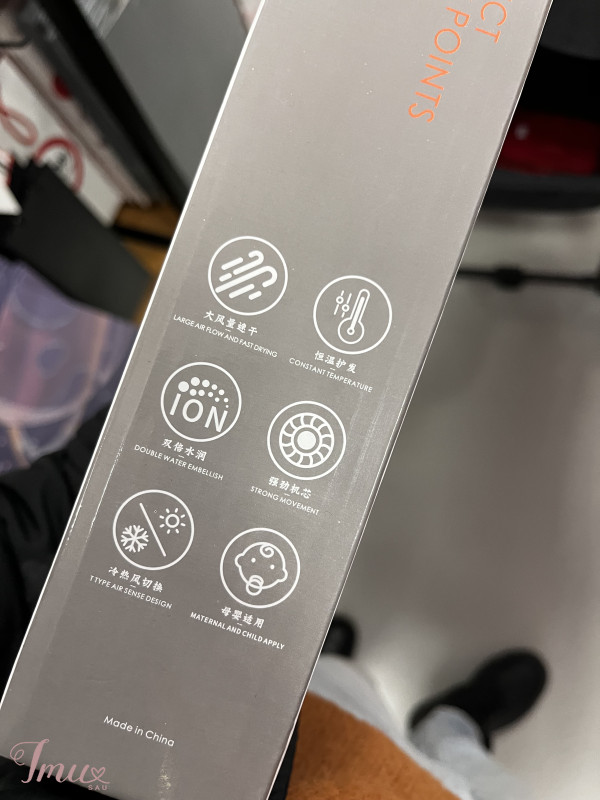 CT
POINTS
大风量速干
LARGE AIR FLOW AND FAST DRYING
恒温护发
CONSTANT TEMPERATURE
ION
双倍水润
DOUBLE WATER EMBELLISH
强劲机芯
STRONG MOVEMENT
冷热风切换
T TYPE AIR SENSE DESIGN
母婴适用
MATERNAL AND CHILD APPLY
Made in China
Imu
SAU